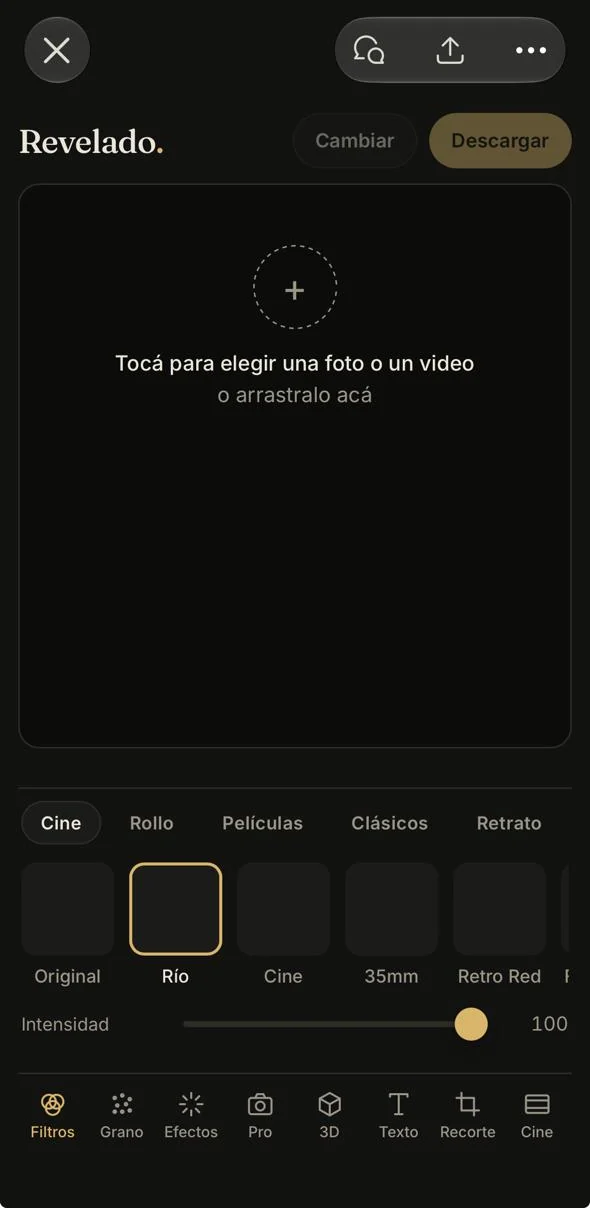 Revelado.
Cambiar
Descargar
+
Tocá para elegir una foto o un video
o arrastralo acá
Cine Rollo Películas Clásicos Retrato
Original Río Cine 35mm Retro Red
Intensidad 100
Filtros Grano Efectos Pro 3D Texto Recorte Cine